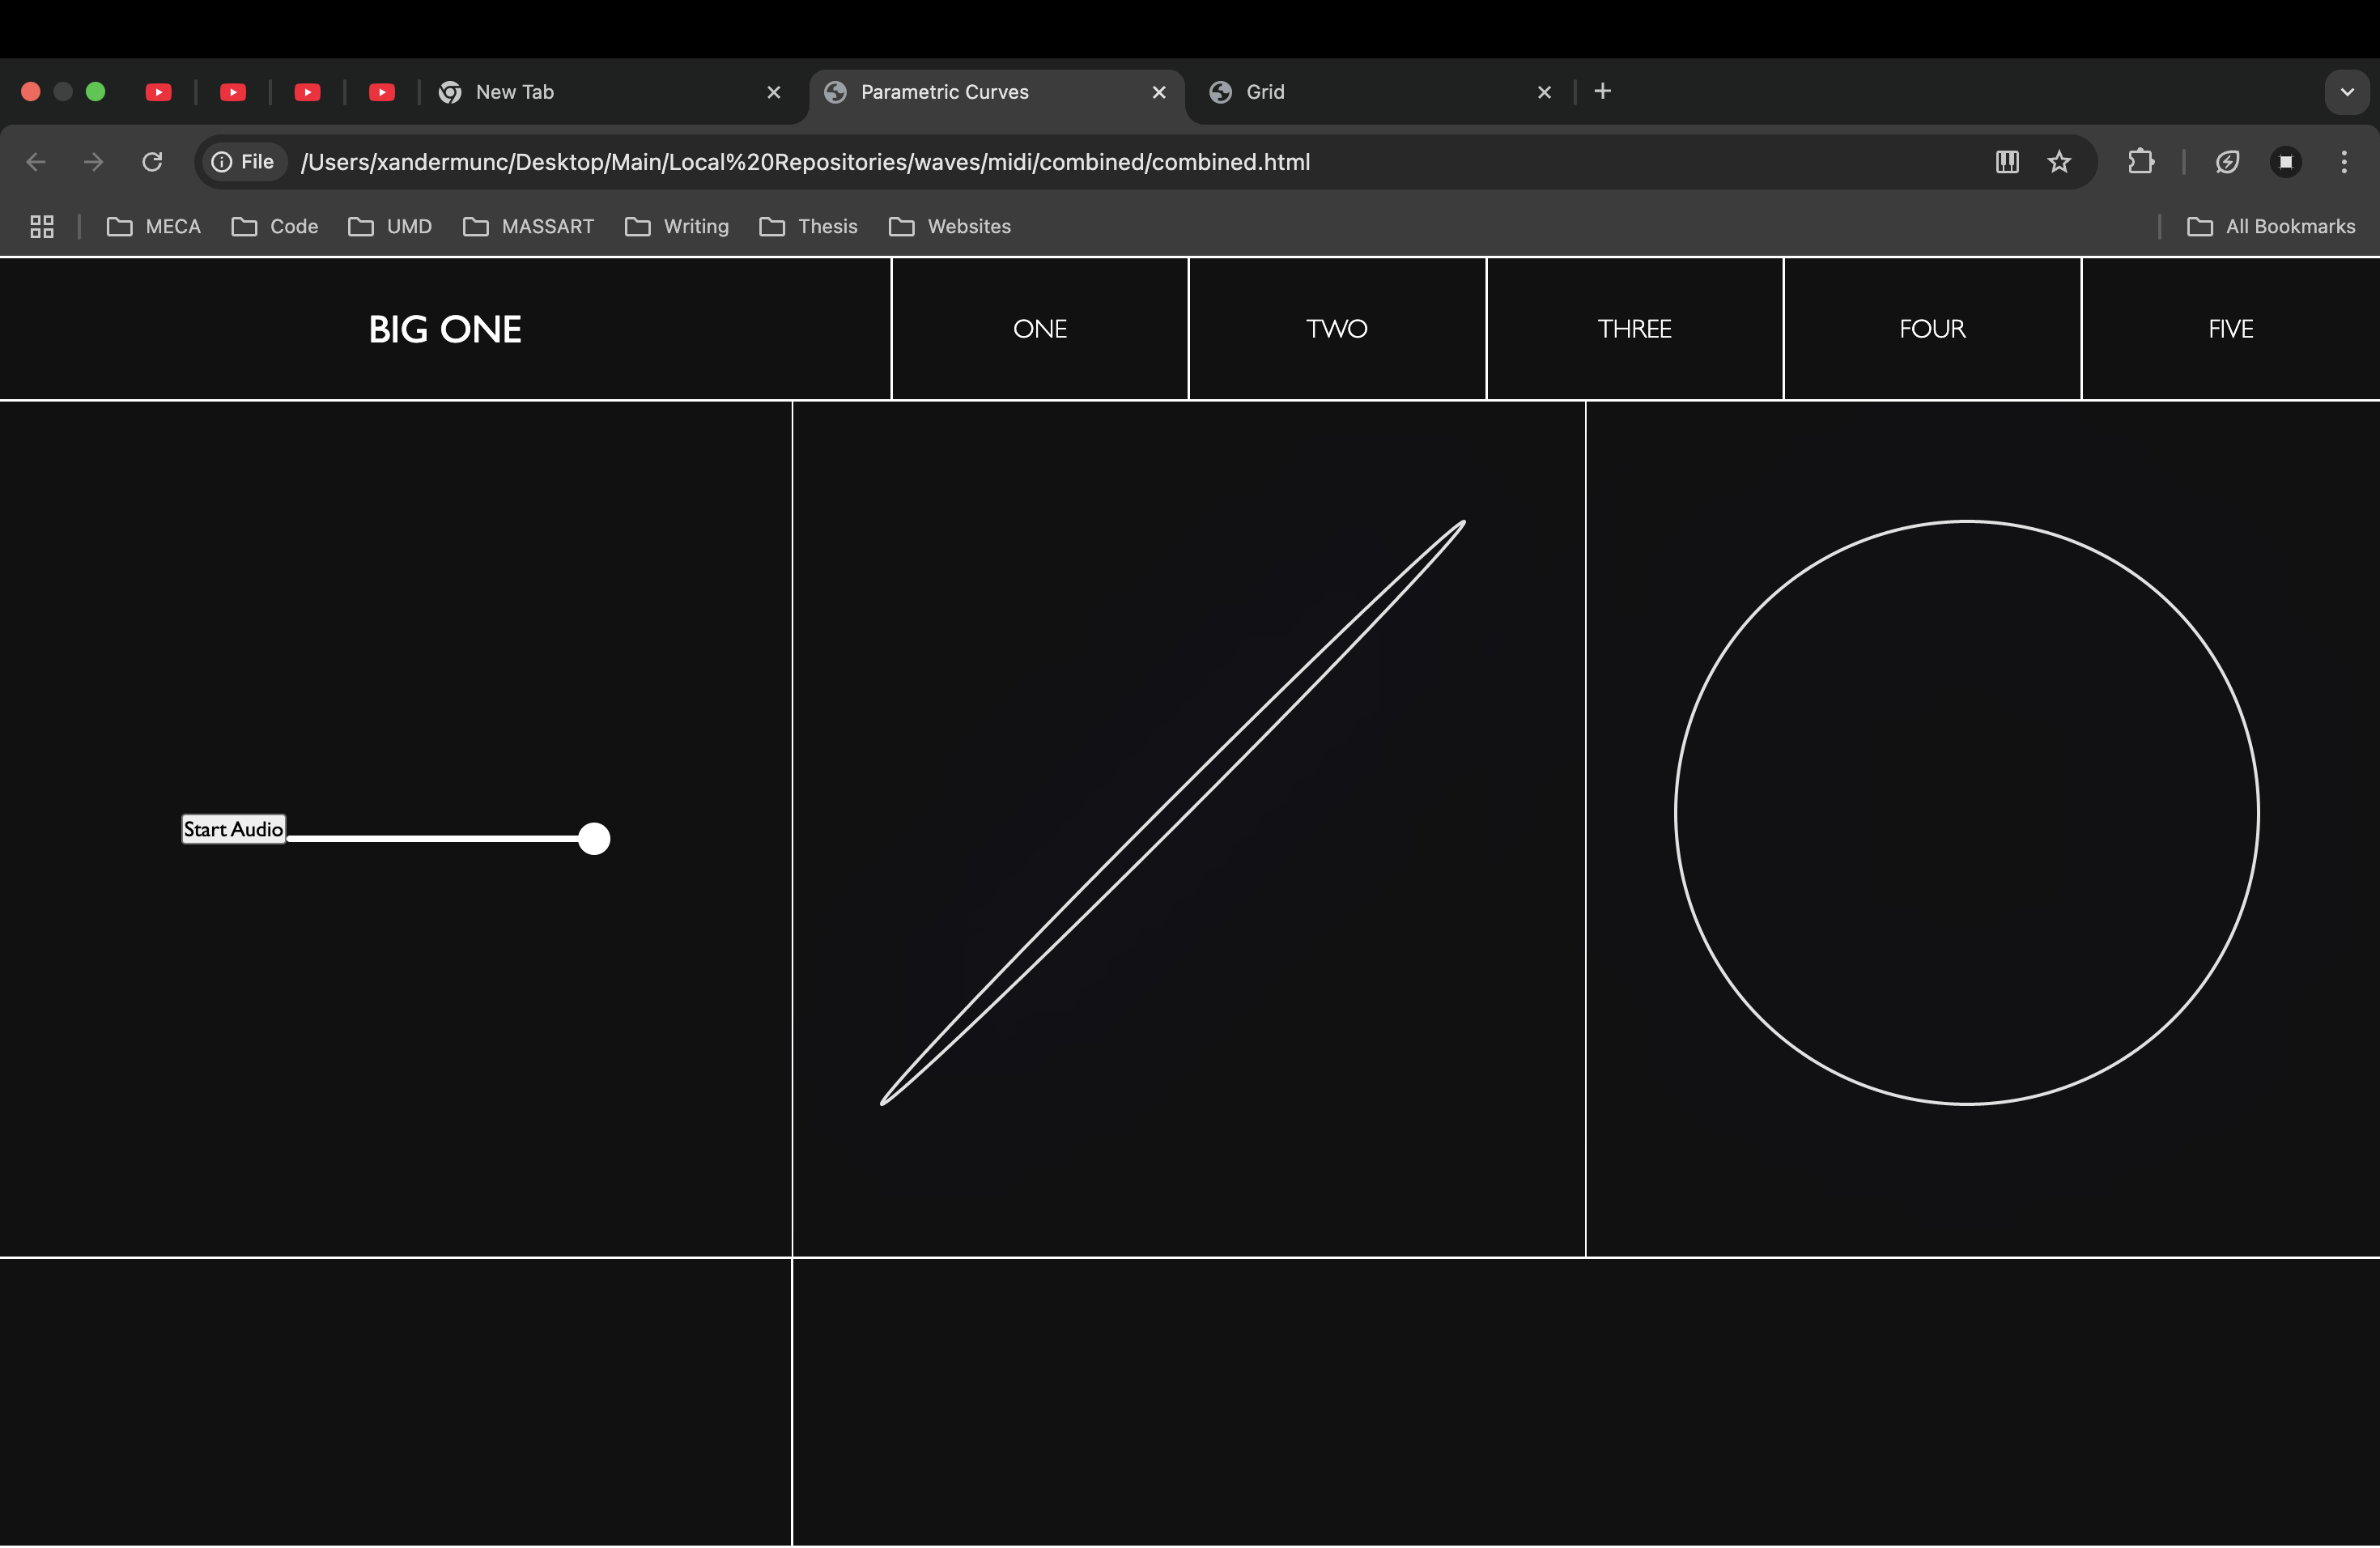 New Tab
Parametric Curves
Grid
File
/Users/xandermunc/Desktop/Main/Local%20Repositories/waves/midi/combined/combined.html
MECA
Code
UMD
MASSART
Writing
Thesis
Websites
All Bookmarks
BIG ONE
ONE
TWO
THREE
FOUR
FIVE
Start Audio